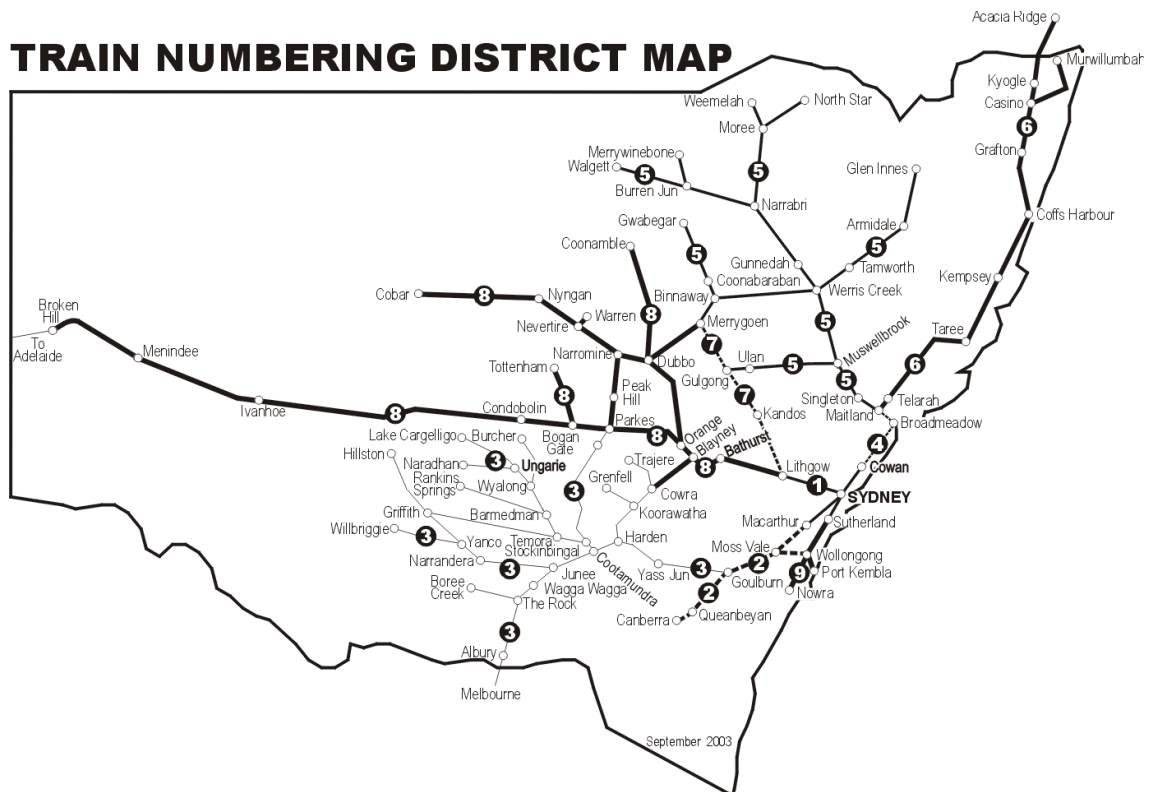 TRAIN NUMBERING DISTRICT MAP
Acacia Ridge
Murwillumbah
Kyogle
Casino
6
Grafton
Coffs Harbour
Kempsey
Taree
6
Weemelah
North Star
Moree
Merrywinebone
Walgett
5
5
Burren Jun
Narrabri
Glen Innes
Armidale
5
Tamworth
Gwabegar
5
Gunnedah
Coonabaraban
Werris Creek
Binnaway
Coonamble
8
Merrygoen
5
Muswellbrook
Cobar
8
Nyngan
Nevertire
Warren
Narromine
Dubbo
7
Ulan
5
5
Gulgong
7
Singleton
Maitland
Telarah
Broadmeadow
Kandos
4
Cowan
Broken
Hill
To
Adelaide
Menindee
Ivanhoe
8
Tottenham
8
Peak
Hill
Condobolin
Bogan
Gate
Parkes
8
Orange
Blayney
Bathurst
8
Lithgow
1
SYDNEY
Lake Cargelligo
Burcher
Hillston
3
Ungarie
Naradhan
Rankins
Springs
Wyalong
3
Trajere
Grenfell
Cowra
Koorawatha
Griffith
Barmedman
Willbriggie
3
Yanco
Temora
Stockinbingal
Harden
Cootamundra
Narrandera
3
Junee
Yass Jun
3
Macarthur
Sutherland
Moss Vale
2
Wollongong
Port Kembla
9
Nowra
Goulburn
2
Boree
Creek
Wagga Wagga
The Rock
Canberra
Queanbeyan
3
Albury
Melbourne
September 2003